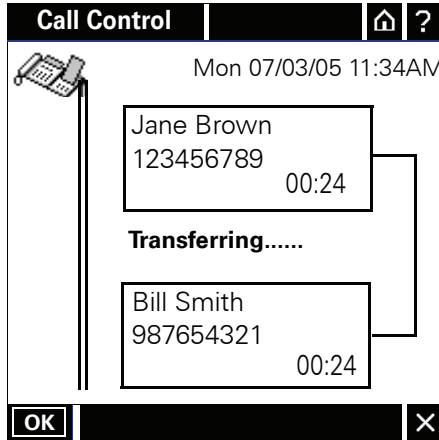 Call Control ?
Mon 07/03/05 11:34AM
Jane Brown
123456789
00:24
Transferring......
Bill Smith
987654321
00:24
OK